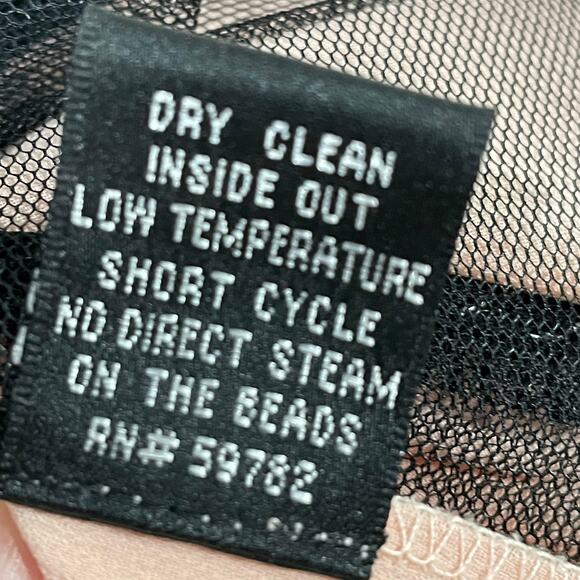 DRY CLEAN
INSIDE OUT
LOW TEMPERATURE
SHORT CYCLE
NO DIRECT STEAM
ON THE BEADS
RN# 59782